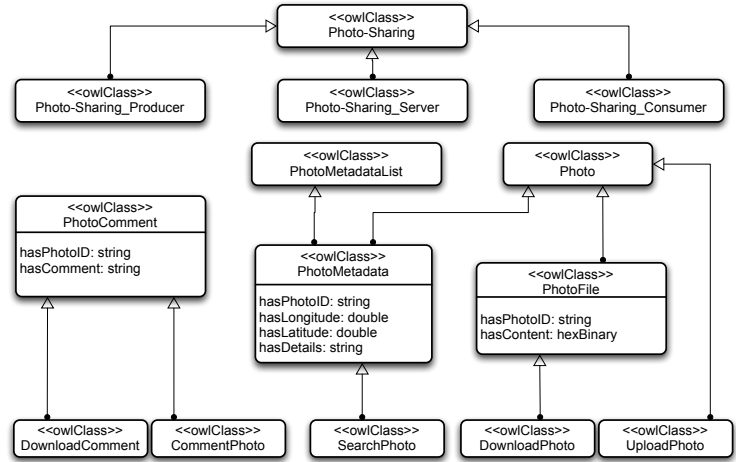 <<owlClass>>
Photo-Sharing
<<owlClass>>
Photo-Sharing_Producer
<<owlClass>>
Photo-Sharing_Server
<<owlClass>>
Photo-Sharing_Consumer
<<owlClass>>
PhotoMetadataList
<<owlClass>>
Photo
<<owlClass>>
PhotoComment
hasPhotoID: string
hasComment: string
<<owlClass>>
PhotoMetadata
hasPhotoID: string
hasLongitude: double
hasLatitude: double
hasDetails: string
<<owlClass>>
PhotoFile
hasPhotoID: string
hasContent: hexBinary
<<owlClass>>
DownloadComment
<<owlClass>>
CommentPhoto
<<owlClass>>
SearchPhoto
<<owlClass>>
DownloadPhoto
<<owlClass>>
UploadPhoto